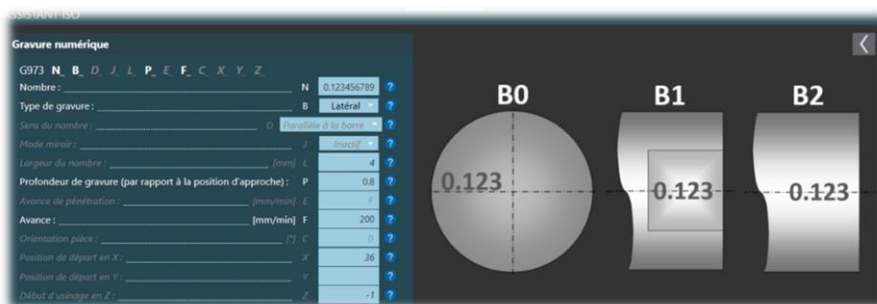 ASSISTANT ISO
Gravure numérique
G973 N_ B_ D_ J_ L_ P_ E_ F_ C_ X_ Y_ Z_
Nombre : N 0.123456789 ?
Type de gravure : B Latéral ?
Sens du nombre : D Parallèle à la barre ?
Mode miroir : J Inactif ?
Largeur du nombre : [mm] L 4 ?
Profondeur de gravure (par rapport à la position d'approche) : P 0.8 ?
Avance de pénétration : [mm/min] E F ?
Avance : [mm/min] F 200 ?
Orientation pièce : [°] C 0 ?
Position de départ en X : X 36 ?
Position de départ en Y : Y ?
Début d'usinage en Z : Z -1 ?
B0 B1 B2
0.123 0.123 0.123